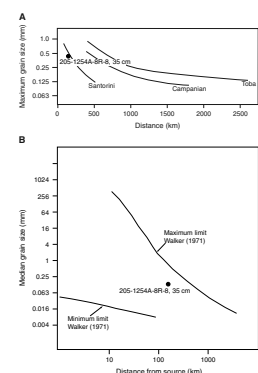 A
Maximum grain size (mm)
1.0
0.5
0.25
0.125
0.063
205-1254A-8R-8, 35 cm
Santorini
Campanian
Toba
0
500
1000
1500
2000
2500
Distance (km)
B
Median grain size (mm)
1024
256
64
16
4
1
0.25
0.063
0.016
0.004
Maximum limit
Walker (1971)
205-1254A-8R-8, 35 cm
Minimum limit
Walker (1971)
10
100
1000
Distance from source (km)